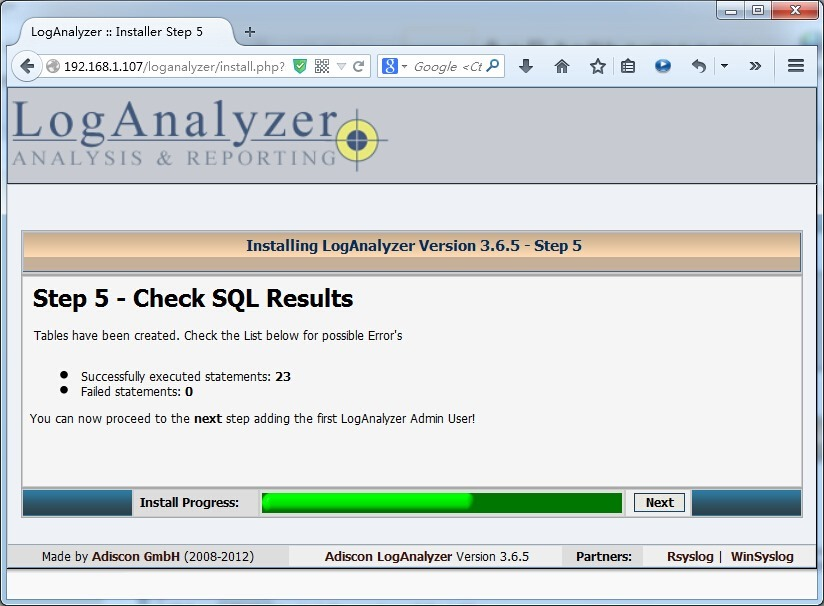 LogAnalyzer :: Installer Step 5
192.168.1.107/loganalyzer/install.php?
Google <Ct
LogAnalyzer
ANALYSIS & REPORTING
Installing LogAnalyzer Version 3.6.5 - Step 5
Step 5 - Check SQL Results
Tables have been created. Check the List below for possible Error's
Successfully executed statements: 23
Failed statements: 0
You can now proceed to the next step adding the first LogAnalyzer Admin User!
Install Progress:
Next
Made by Adiscon GmbH (2008-2012)
Adiscon LogAnalyzer Version 3.6.5
Partners:
Rsyslog | WinSyslog